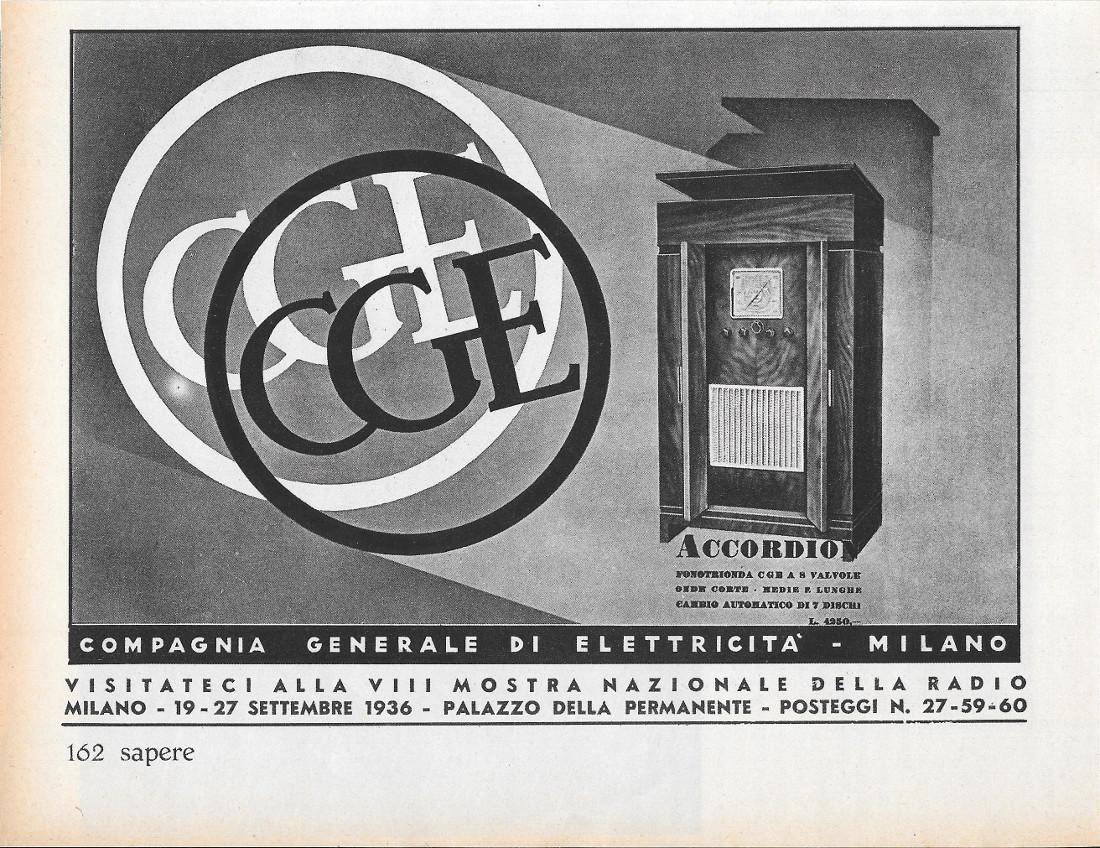 CGE
CGE
ACCORDION
FONOTRIONDA CGE A 8 VALVOLE
ONDE CORTE - MEDIE E LUNGHE
CAMBIO AUTOMATICO DI 7 DISCHI
L. 4250,—
COMPAGNIA GENERALE DI ELETTRICITA' - MILANO
VISITATECI ALLA VIII MOSTRA NAZIONALE DELLA RADIO
MILANO - 19-27 SETTEMBRE 1936 - PALAZZO DELLA PERMANENTE - POSTEGGI N. 27-59-60
162 sapere